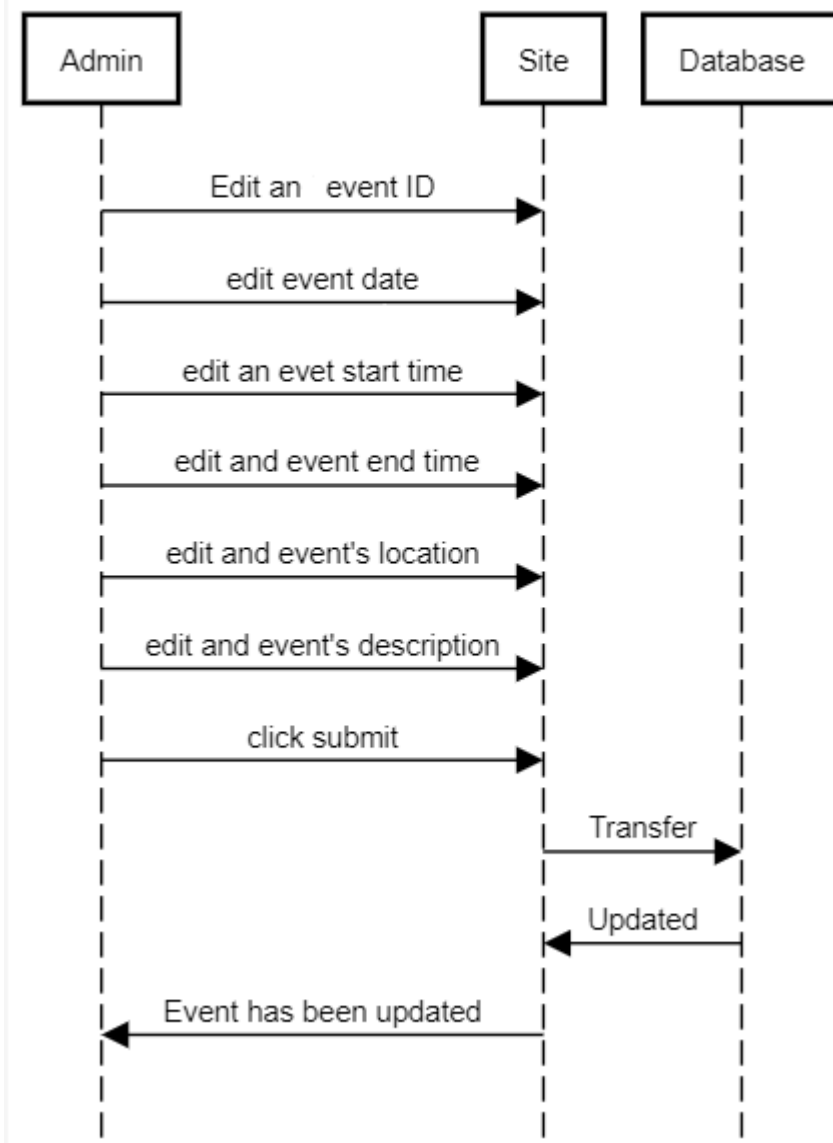 Admin
Site
Database
Edit an event ID
edit event date
edit an evet start time
edit and event end time
edit and event's location
edit and event's description
click submit
Transfer
Updated
Event has been updated